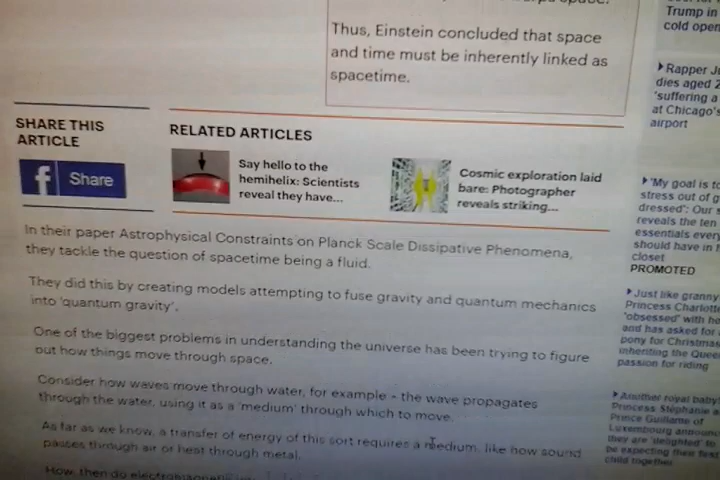 Thus, Einstein concluded that space
and time must be inherently linked as
spacetime.
SHARE THIS
ARTICLE
f Share
RELATED ARTICLES
Say hello to the
hemihelix: Scientists
reveal they have...
Cosmic exploration laid
bare: Photographer
reveals striking...
In their paper Astrophysical Constraints on Planck Scale Dissipative Phenomena,
they tackle the question of spacetime being a fluid.
They did this by creating models attempting to fuse gravity and quantum mechanics
into 'quantum gravity'.
One of the biggest problems in understanding the universe has been trying to figure
out how things move through space.
Consider how waves move through water, for example - the wave propagates
through the water, using it as a 'medium' through which to move.
As far as we know, a transfer of energy of this sort requires a medium, like how sound
passes through air or heat through metal.
How, then do
Trump in
cold open
Rapper
dies aged
'suffering a
at Chicago's
airport
'My goal is to
stress out of
dressed': Our
reveals the ten
essentials every
should have in
closet
PROMOTED
Just like granny
Princess Charlotte
'obsessed' with
and has asked for
pony for Christmas
inheriting the
passion for riding
Another royal baby
Princess Stephanie
Prince Guillaume of
Luxembourg
they are 'delighted' to
be expecting their first
child together